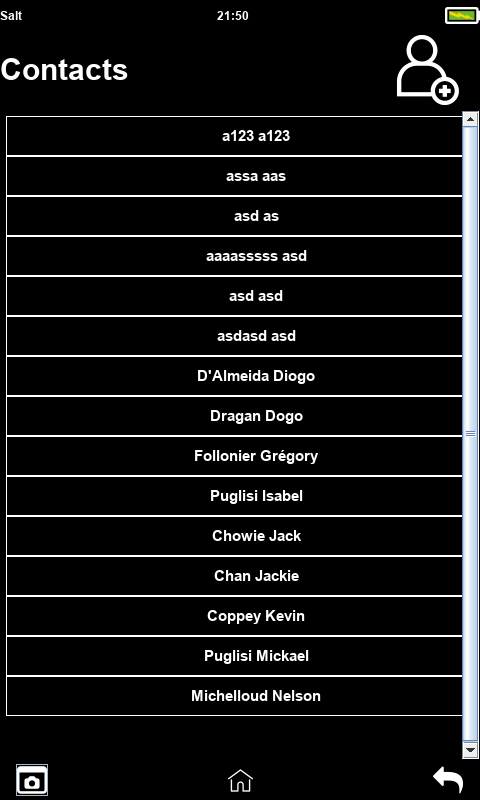 Salt 21:50
Contacts
a123 a123
assa aas
asd as
aaaasssss asd
asd asd
asdasd asd
D'Almeida Diogo
Dragan Dogo
Follonier Grégory
Puglisi Isabel
Chowie Jack
Chan Jackie
Coppey Kevin
Puglisi Mickael
Michelloud Nelson